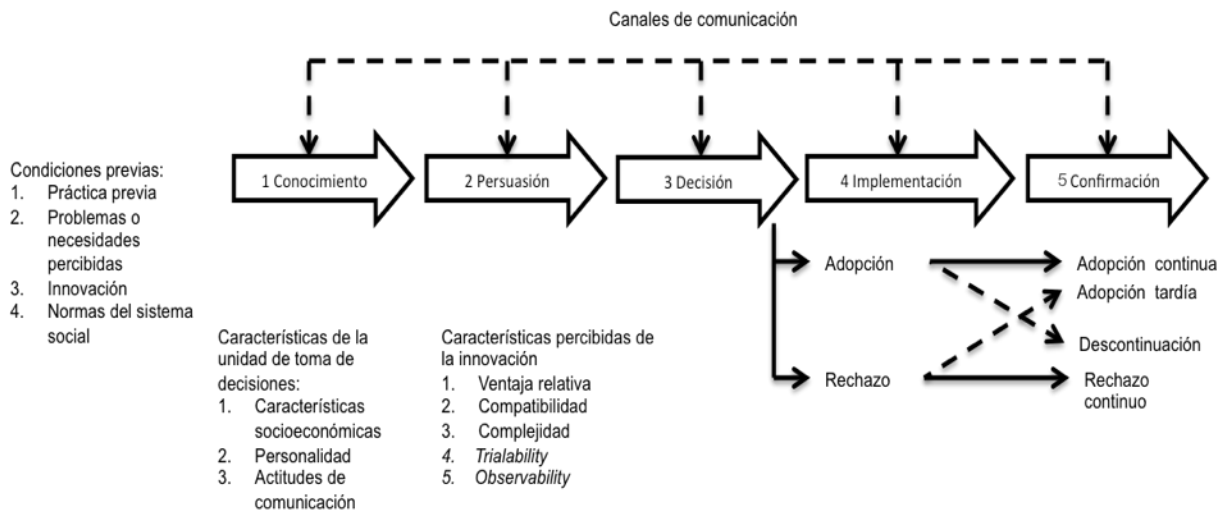 Canales de comunicación
1 Conocimiento
2 Persuasión
3 Decisión
4 Implementación
5 Confirmación
Condiciones previas:
1. Práctica previa
2. Problemas o
necesidades
percibidas
3. Innovación
4. Normas del sistema
social
Adopción
Adopción continua
Adopción tardía
Descontinuación
Rechazo
Rechazo
continuo
Características de la
unidad de toma de
decisiones:
1. Características
socioeconómicas
2. Personalidad
3. Actitudes de
comunicación
Características percibidas de
la innovación
1. Ventaja relativa
2. Compatibilidad
3. Complejidad
4. Trialability
5. Observability